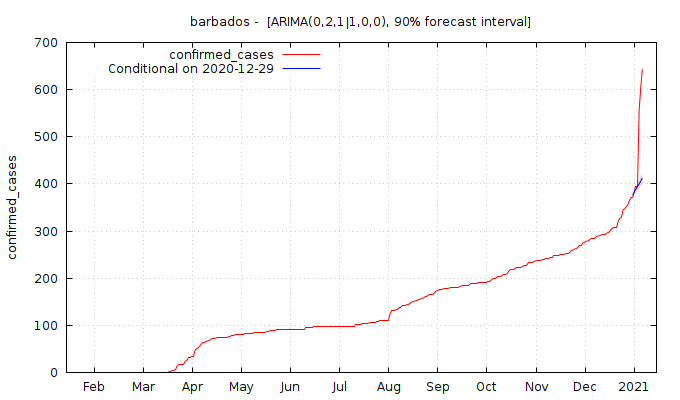 barbados - [ARIMA(0,2,1|1,0,0), 90% forecast interval]
700
600
500
400
300
200
100
0
confirmed_cases
confirmed_cases
Conditional on 2020-12-29
Feb Mar Apr May Jun Jul Aug Sep Oct Nov Dec 2021